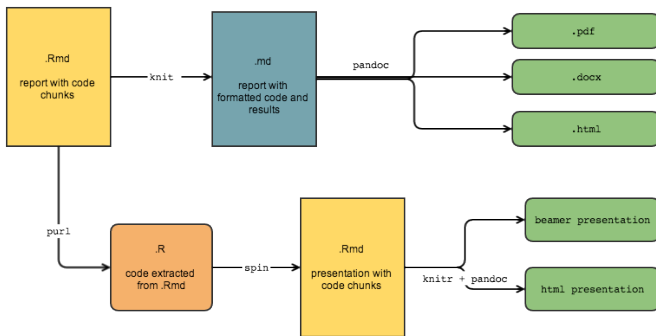 .Rmd
report with code
chunks
knit
.md
report with
formatted code and
results
pandoc
.pdf
.docx
.html
purl
.R
code extracted
from .Rmd
spin
.Rmd
presentation with
code chunks
knitr + pandoc
beamer presentation
html presentation